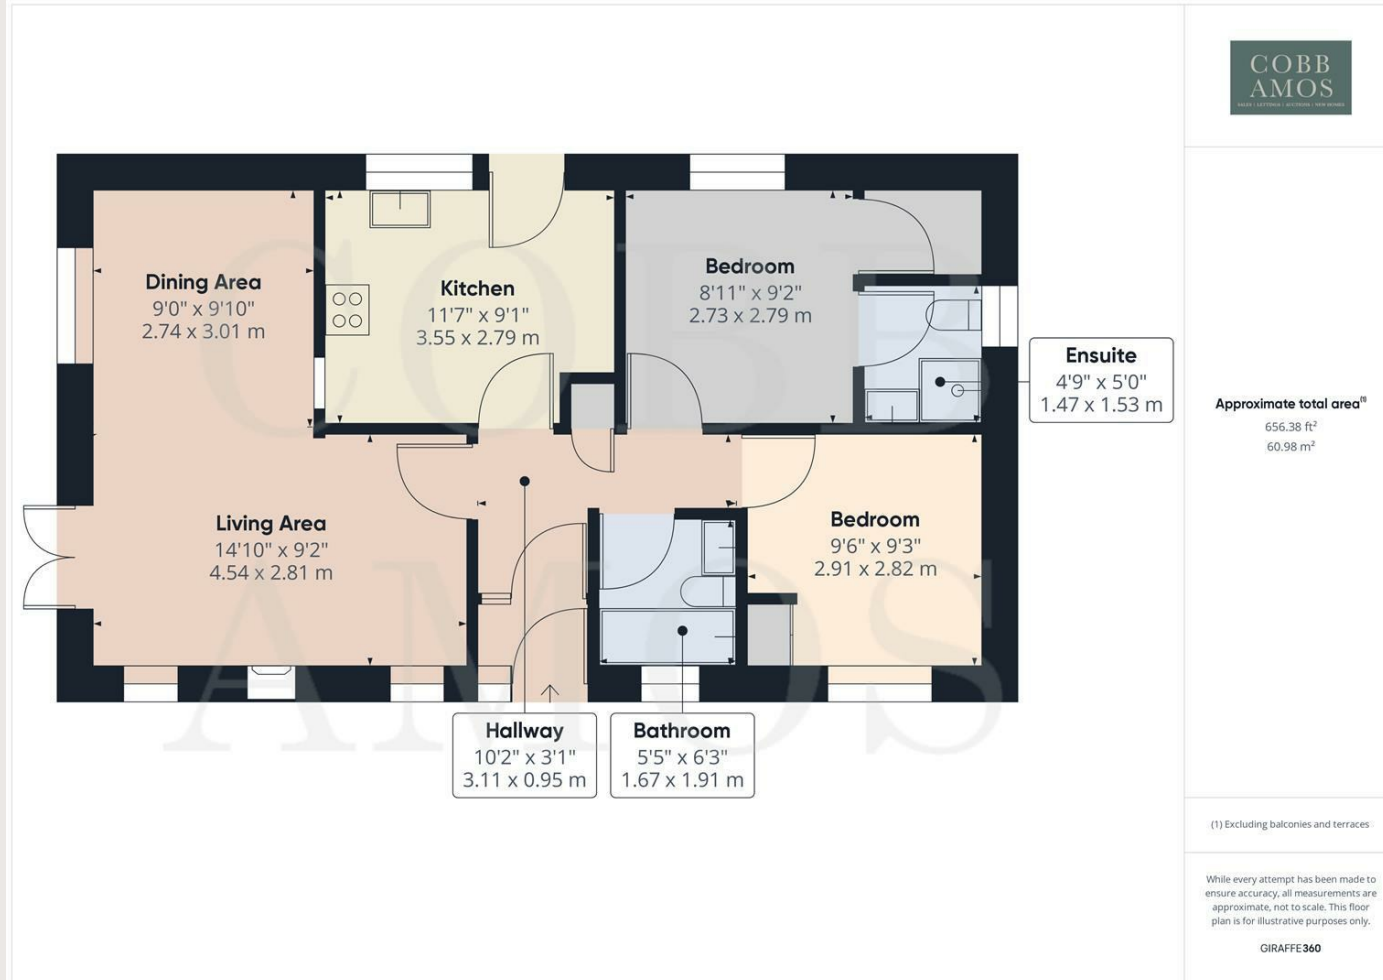 COBB
AMOS
SALES | LETTINGS | AUCTIONS | NEW HOMES
Dining Area
9'0" x 9'10"
2.74 x 3.01 m
Kitchen
11'7" x 9'1"
3.55 x 2.79 m
Bedroom
8'11" x 9'2"
2.73 x 2.79 m
Ensuite
4'9" x 5'0"
1.47 x 1.53 m
Living Area
14'10" x 9'2"
4.54 x 2.81 m
Bedroom
9'6" x 9'3"
2.91 x 2.82 m
Hallway
10'2" x 3'1"
3.11 x 0.95 m
Bathroom
5'5" x 6'3"
1.67 x 1.91 m
COBB
AMOS
Approximate total area(1)
656.38 ft²
60.98 m²
(1) Excluding balconies and terraces
While every attempt has been made to
ensure accuracy, all measurements are
approximate, not to scale. This floor
plan is for illustrative purposes only.
GIRAFFE360